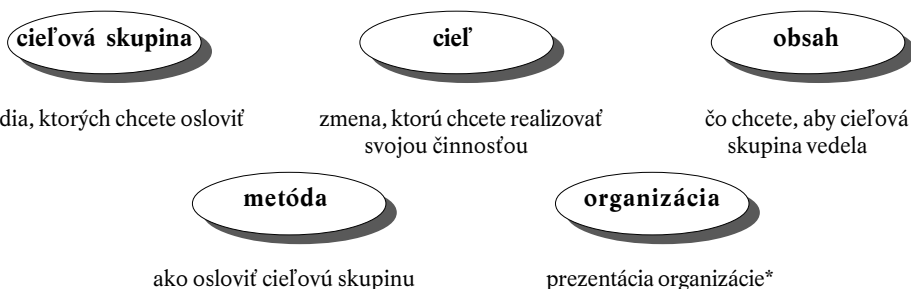 cieľová skupina
cieľ
obsah
dia, ktorých chcete osloviť
zmena, ktorú chcete realizovať
svojou činnosťou
čo chcete, aby cieľová
skupina vedela
metóda
organizácia
ako osloviť cieľovú skupinu
prezentácia organizácie*